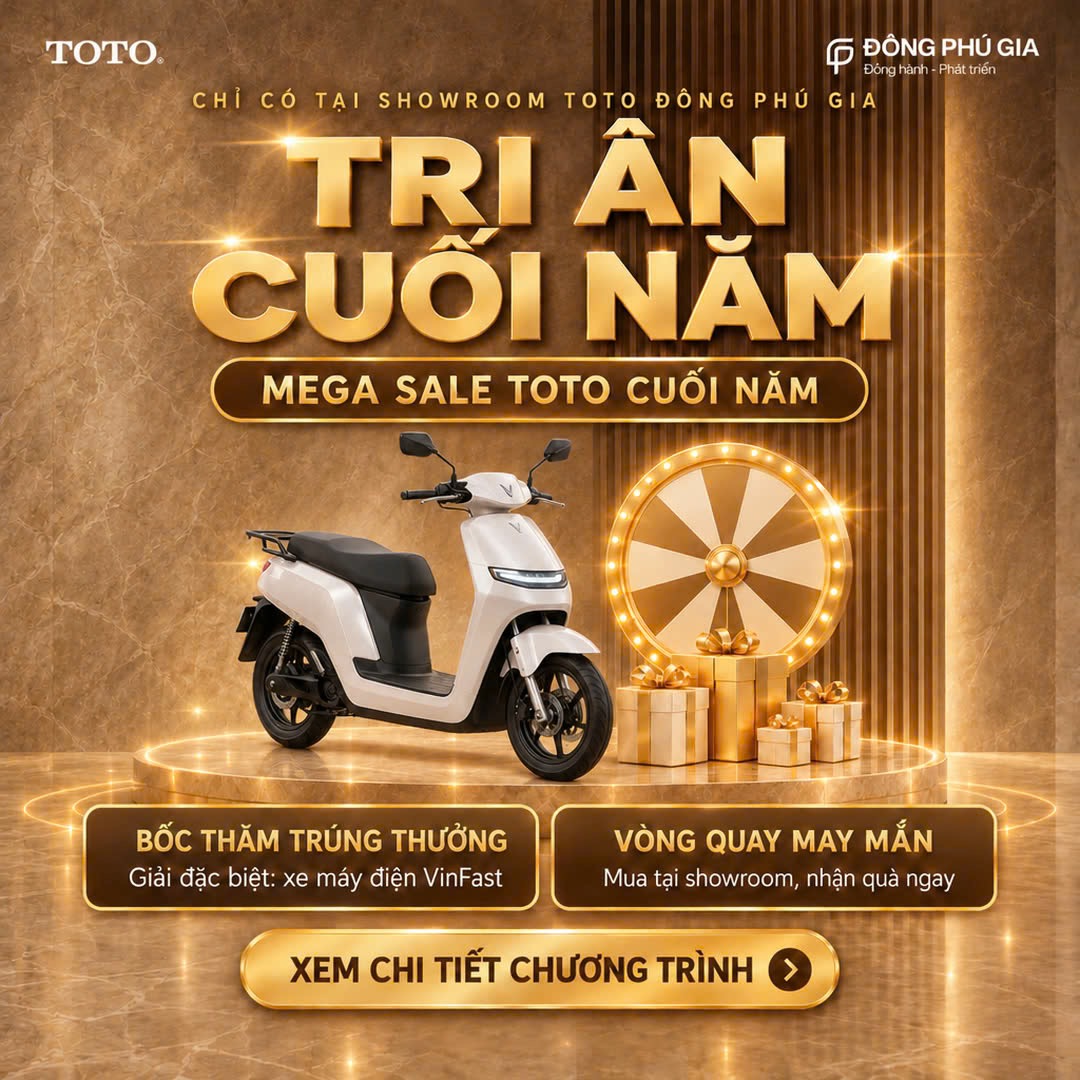 TOTO®
ĐÔNG PHÚ GIA
Đồng hành - Phát triển
CHỈ CÓ TẠI SHOWROOM TOTO ĐÔNG PHÚ GIA
TRI ÂN
CUỐI NĂM
MEGA SALE TOTO CUỐI NĂM
BỐC THĂM TRÚNG THƯỞNG
Giải đặc biệt: xe máy điện VinFast
VÒNG QUAY MAY MẮN
Mua tại showroom, nhận quà ngay
XEM CHI TIẾT CHƯƠNG TRÌNH